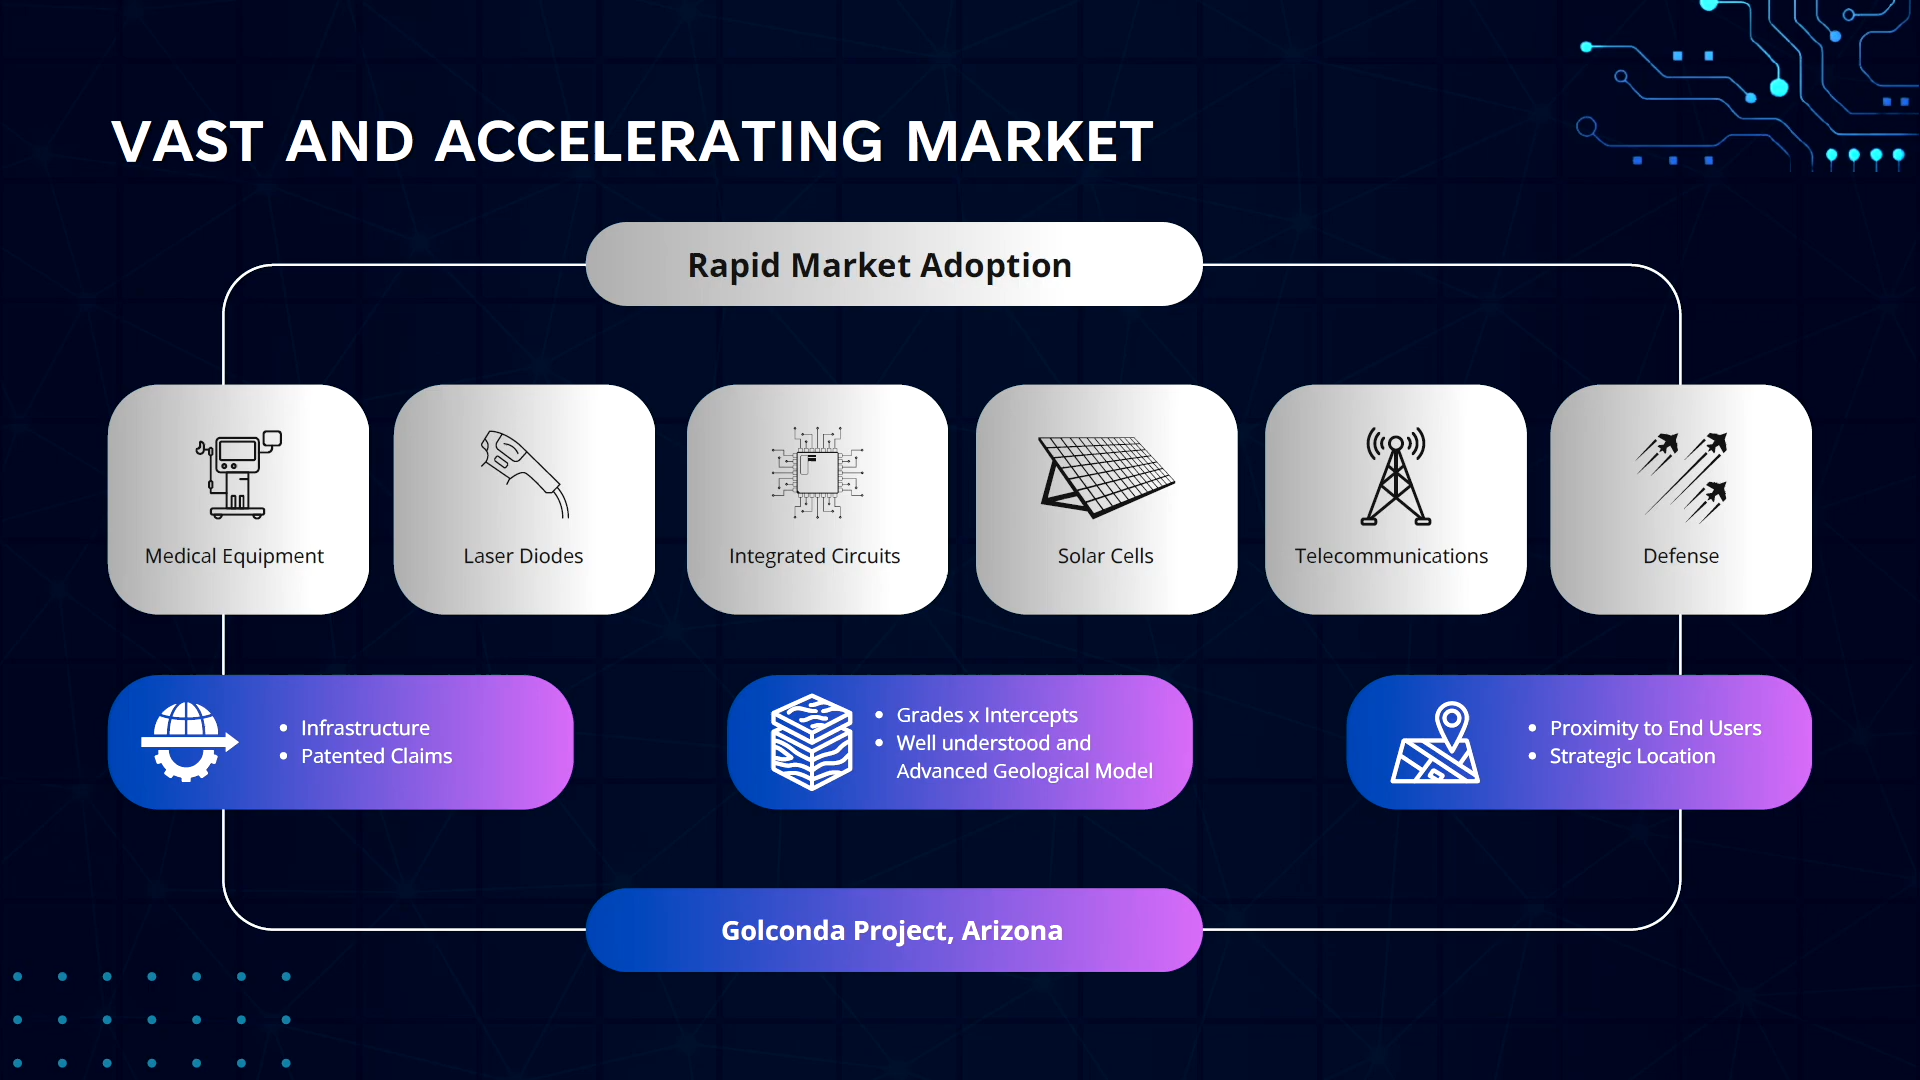 VAST AND ACCELERATING MARKET
Rapid Market Adoption
Medical Equipment
Laser Diodes
Integrated Circuits
Solar Cells
Telecommunications
Defense
• Infrastructure
• Patented Claims
• Grades x Intercepts
• Well understood and
Advanced Geological Model
• Proximity to End Users
• Strategic Location
Golconda Project, Arizona